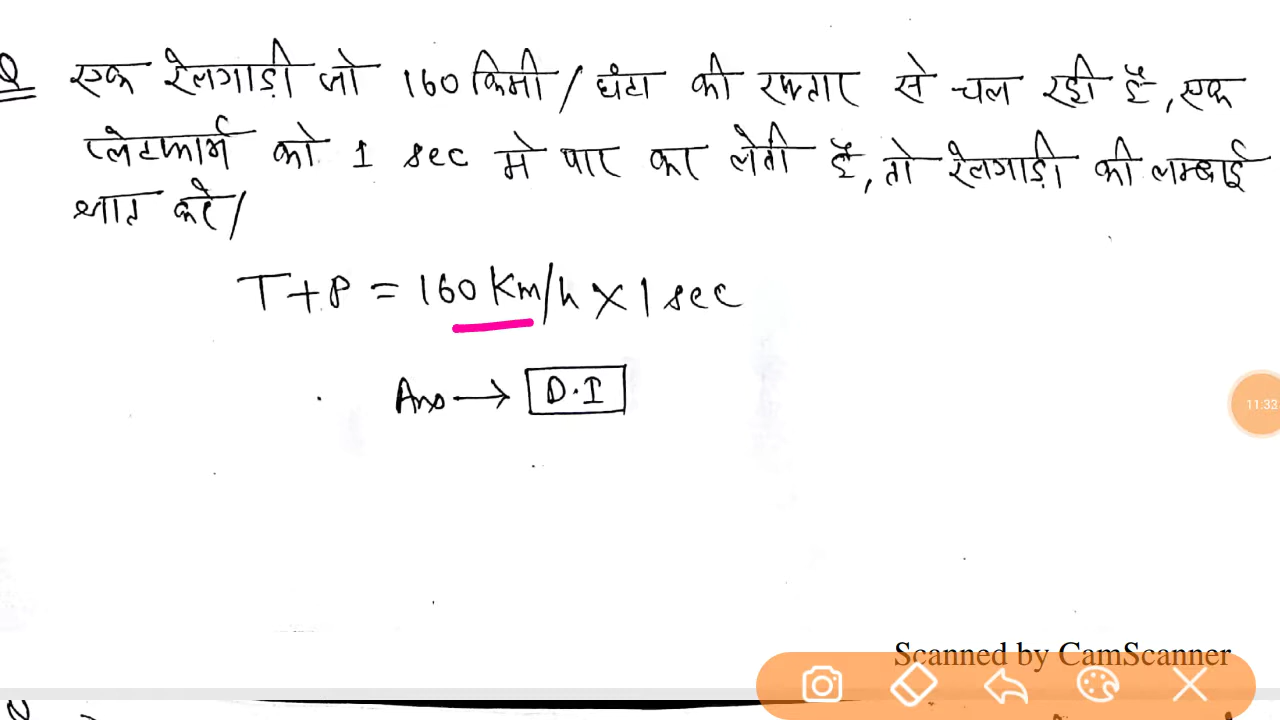 Q एक रेलगाड़ी जो 160 किमी/घंटा की रफ्तार से चल रही है, एक
प्लेटफार्म को 1 sec मे पार कर लेती है, तो रेलगाड़ी की लम्बाई
ज्ञात करे/
T+P = 160 Km/h × 1 sec
Ans → D.I
11:33
Scanned by CamScanner